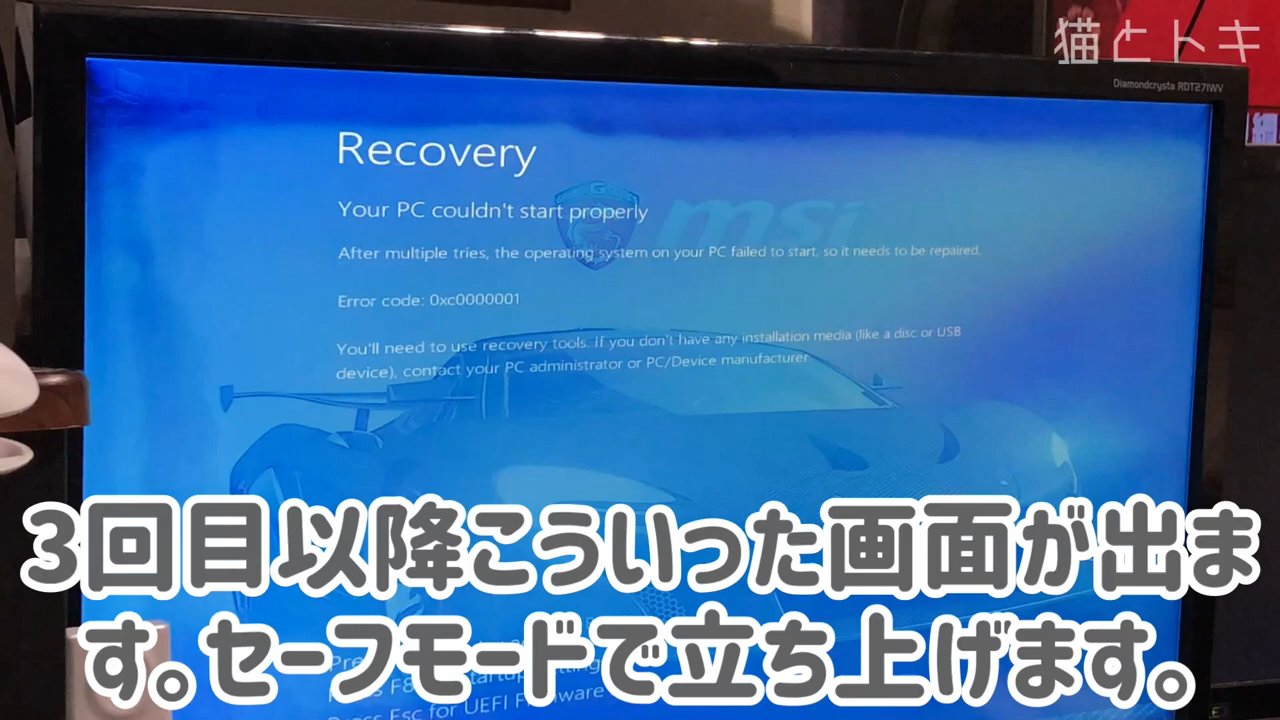 猫とトキ
Diamondcrysta RDT271WV
Recovery
Your PC couldn't start properly
msi
After multiple tries, the operating system on your PC failed to start, so it needs to be repaired.
Error code: 0xc0000001
You'll need to use recovery tools. If you don't have any installation media (like a disc or USB
device), contact your PC administrator or PC/Device manufacturer
3回目以降こういった画面が出ま
す。セーフモードで立ち上げます。
F8
Esc for UEFI